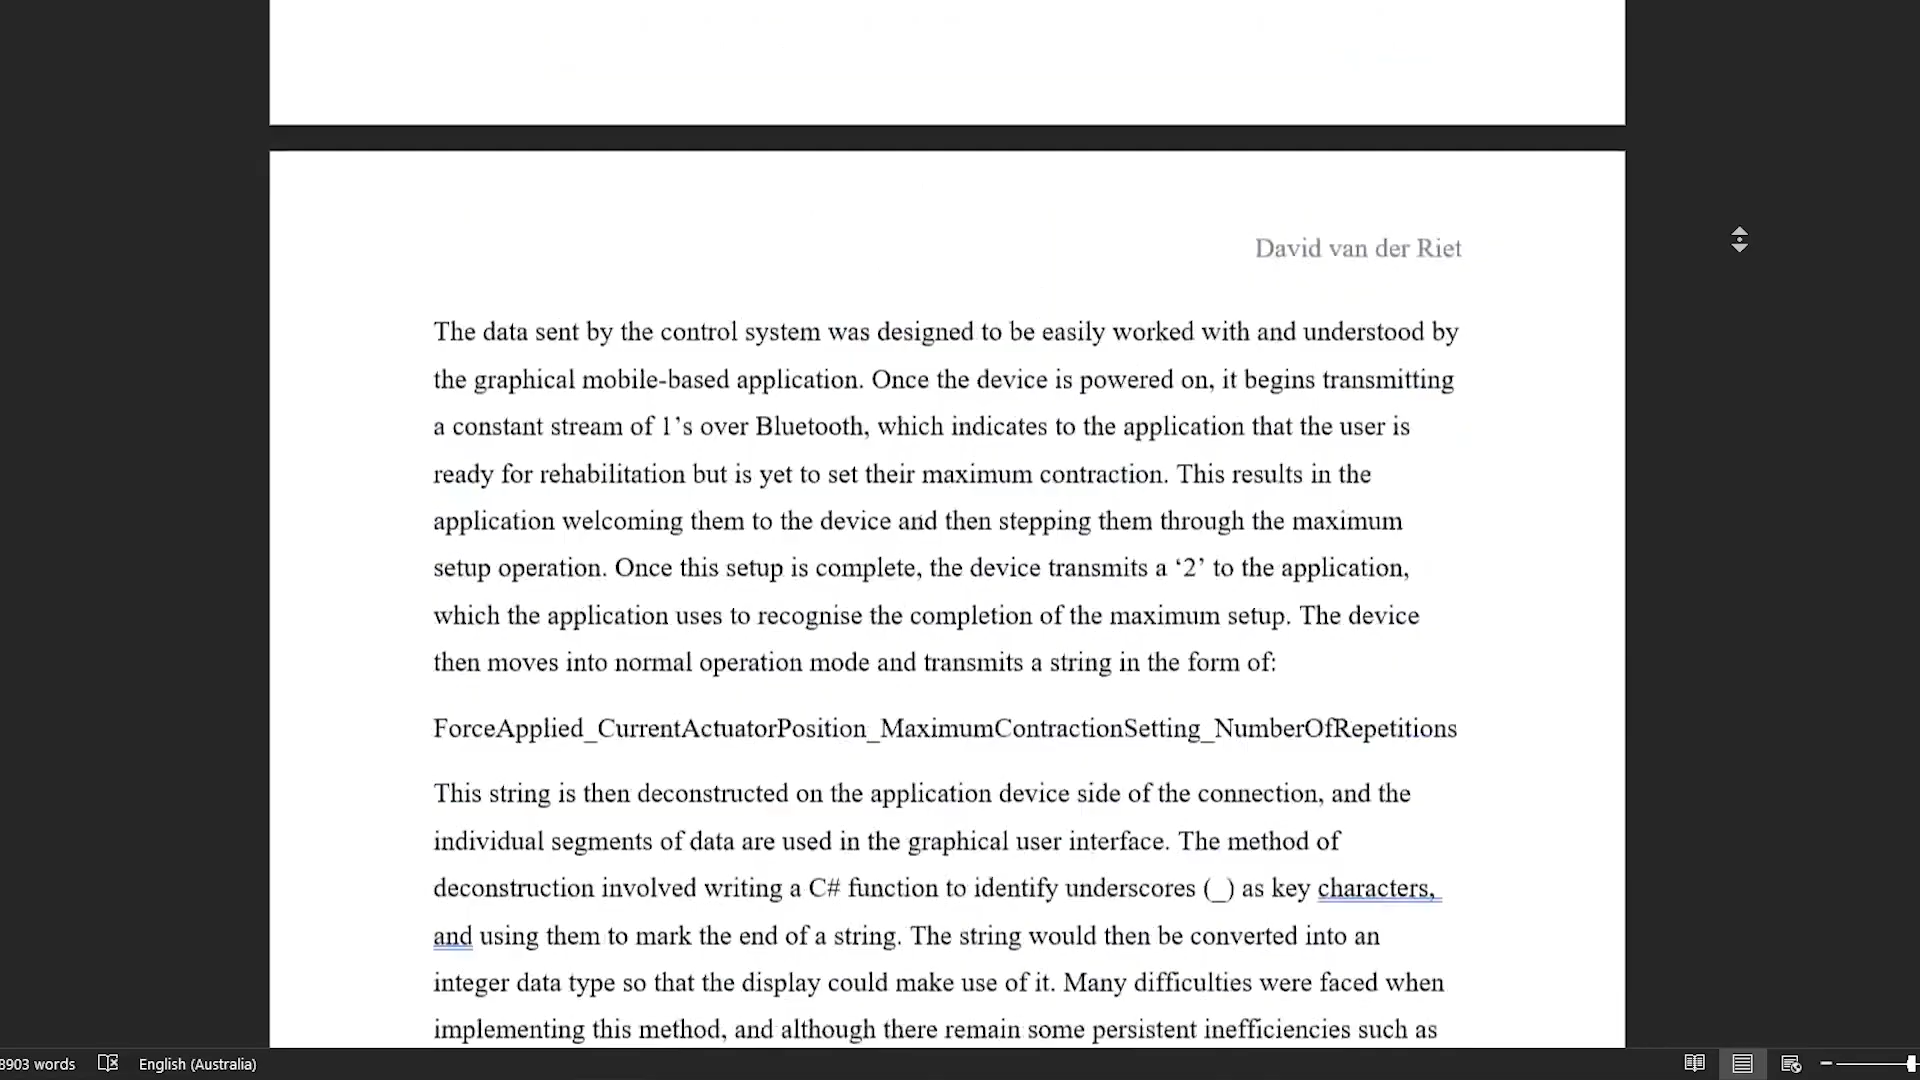 David van der Riet
The data sent by the control system was designed to be easily worked with and understood by
the graphical mobile-based application. Once the device is powered on, it begins transmitting
a constant stream of 1’s over Bluetooth, which indicates to the application that the user is
ready for rehabilitation but is yet to set their maximum contraction. This results in the
application welcoming them to the device and then stepping them through the maximum
setup operation. Once this setup is complete, the device transmits a ‘2’ to the application,
which the application uses to recognise the completion of the maximum setup. The device
then moves into normal operation mode and transmits a string in the form of:
ForceApplied_CurrentActuatorPosition_MaximumContractionSetting_NumberOfRepetitions
This string is then deconstructed on the application device side of the connection, and the
individual segments of data are used in the graphical user interface. The method of
deconstruction involved writing a C# function to identify underscores (_) as key characters,
and using them to mark the end of a string. The string would then be converted into an
integer data type so that the display could make use of it. Many difficulties were faced when
implementing this method, and although there remain some persistent inefficiencies such as
8903 words English (Australia)